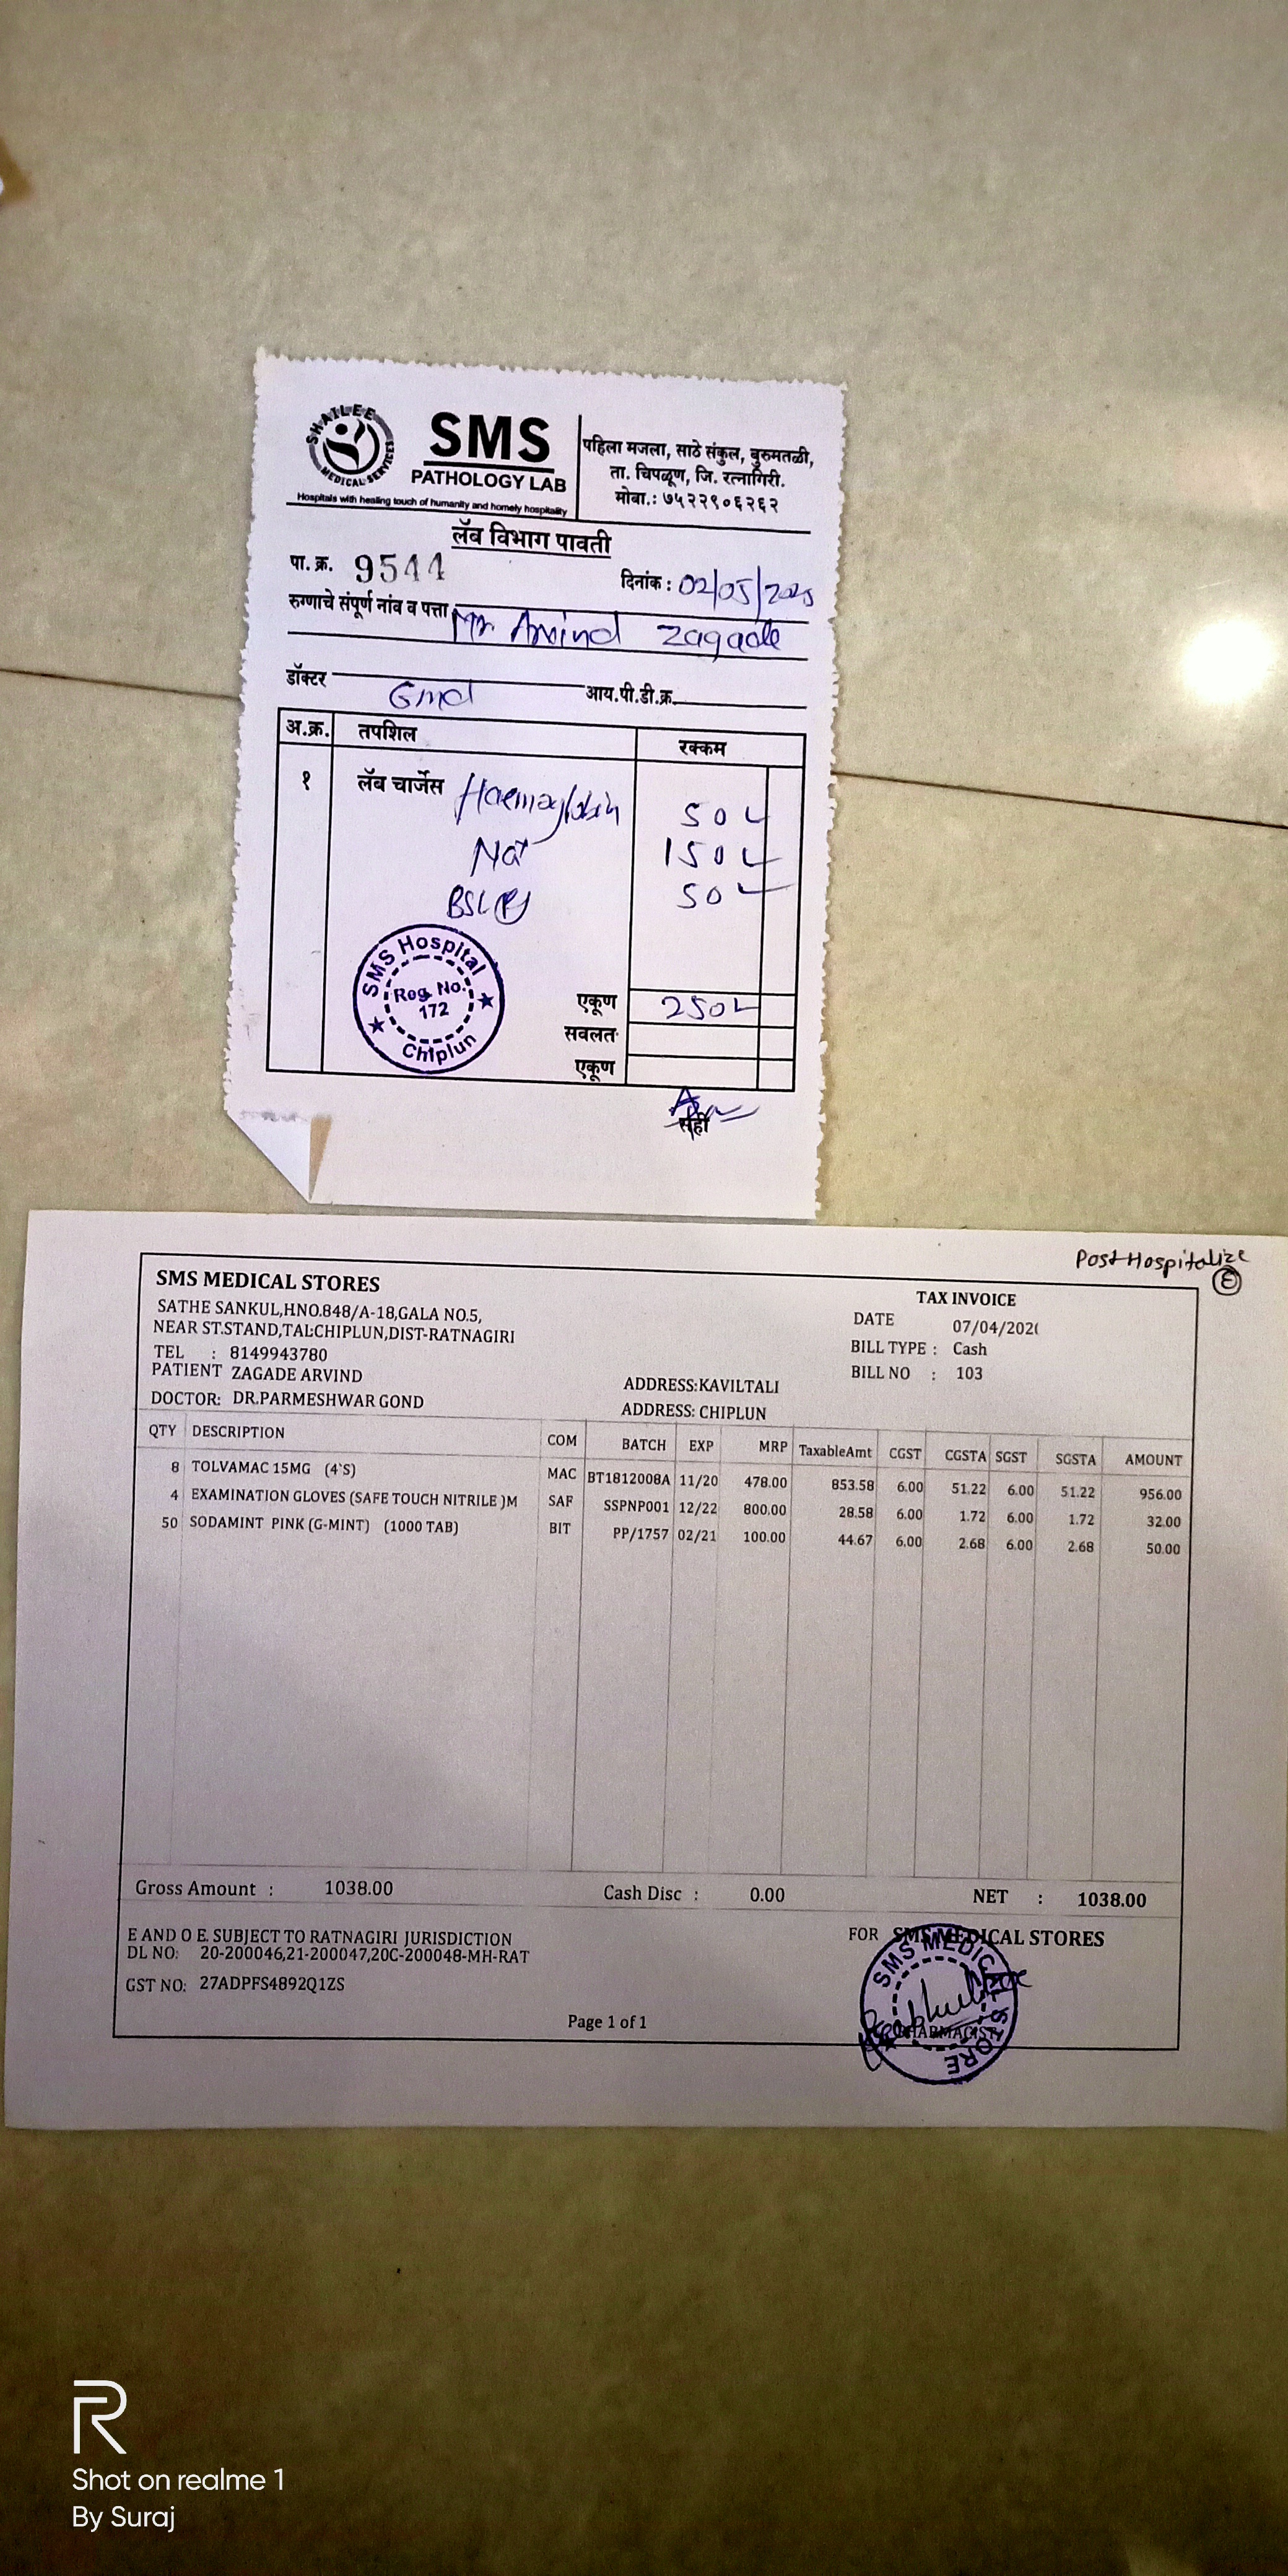 SHAILEE
MEDICAL SERVICES
SMS
PATHOLOGY LAB
Hospitals with healing touch of humanity and homely hospitality
पहिला मजला, साठे संकुल, बुरुमतळी,
ता. चिपळूण, जि. रत्नागिरी.
मोबा.: ७५२२९०६२६२
लॅब विभाग पावती
पा. क्र. 9544
दिनांक : 02/05/
रुग्णाचे संपूर्ण नांव व पत्ता Mr Arvind Zagade
डॉक्टर आय.पी.डी.क्र.
अ.क्र. तपशिल रक्कम
१ लॅब चार्जेस Haemoglobin 50
150
BSL 50
SMS Hospital
Reg. No.
172
Chiplun
एकूण 250
सवलत
एकूण
सही
Post Hospitalize
E
SMS MEDICAL STORES
SATHE SANKUL,HNO.848/A-18,GALA NO.5,
NEAR ST.STAND,TAL:CHIPLUN,DIST-RATNAGIRI
TEL : 8149943780
PATIENT ZAGADE ARVIND
DOCTOR: DR.PARMESHWAR GOND
ADDRESS:KAVILTALI
ADDRESS: CHIPLUN
TAX INVOICE
DATE 07/04/202(
BILL TYPE : Cash
BILL NO : 103
QTY DESCRIPTION COM BATCH EXP MRP TaxableAmt CGST CGSTA SGST SGSTA AMOUNT
8 TOLVAMAC 15MG (4`S) MAC BT1812008A 11/20 478.00 853.58 6.00 51.22 6.00 51.22 956.00
4 EXAMINATION GLOVES (SAFE TOUCH NITRILE )M SAF SSPNP001 12/22 800.00 28.58 6.00 1.72 6.00 1.72 32.00
50 SODAMINT PINK (G-MINT) (1000 TAB) BIT PP/1757 02/21 100.00 44.67 6.00 2.68 6.00 2.68 50.00
Gross Amount : 1038.00 Cash Disc : 0.00 NET : 1038.00
E AND O E. SUBJECT TO RATNAGIRI JURISDICTION
DL NO: 20-200046,21-200047,20C-200048-MH-RAT
GST NO: 27ADPFS4892Q1ZS
FOR SMS MEDICAL STORES
SMS MEDICAL STORE
PHARMACIST
Page 1 of 1
R
Shot on realme 1
By Suraj